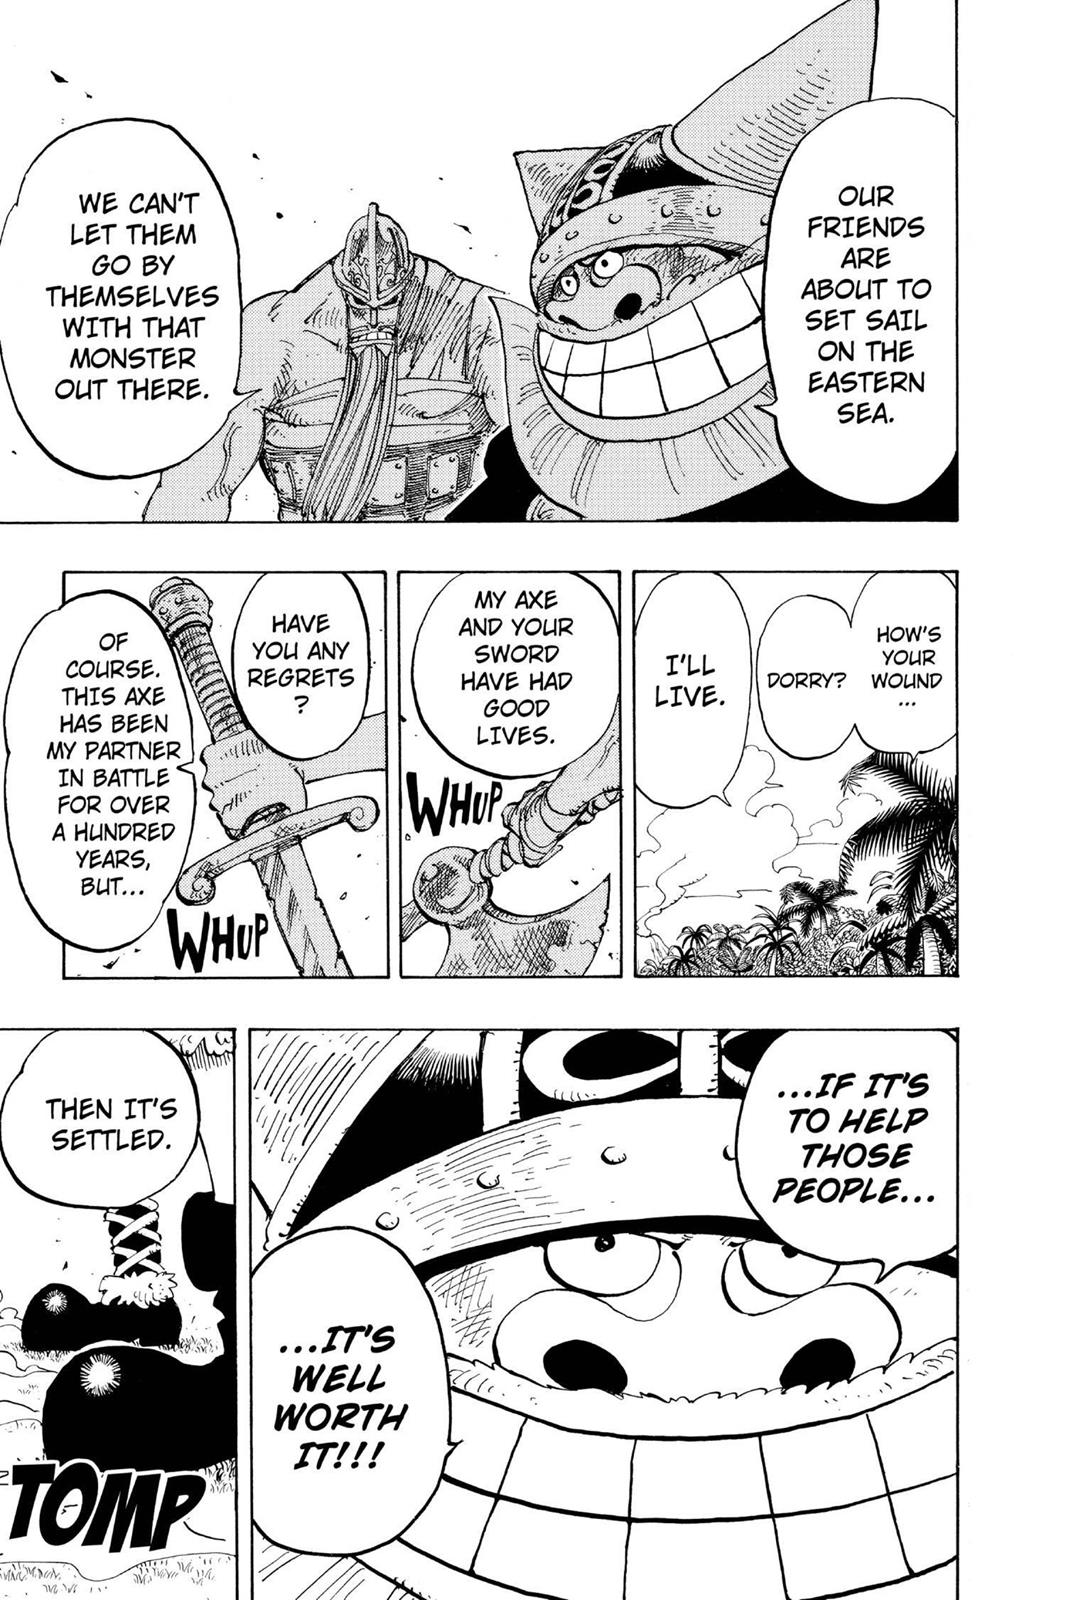 OUR
FRIENDS
ARE
ABOUT TO
SET SAIL
ON THE
EASTERN
SEA.
WE CAN'T
LET THEM
GO BY
THEMSELVES
WITH THAT
MONSTER
OUT THERE.
HOW'S
YOUR
WOUND
...
DORRY?
I'LL
LIVE.
MY AXE
AND YOUR
SWORD
HAVE HAD
GOOD
LIVES.
WHUP
HAVE
YOU ANY
REGRETS
?
OF
COURSE.
THIS AXE
HAS BEEN
MY PARTNER
IN BATTLE
FOR OVER
A HUNDRED
YEARS,
BUT...
WHUP
...IF IT'S
TO HELP
THOSE
PEOPLE...
...IT'S
WELL
WORTH
IT!!!
THEN IT'S
SETTLED.
TOMP